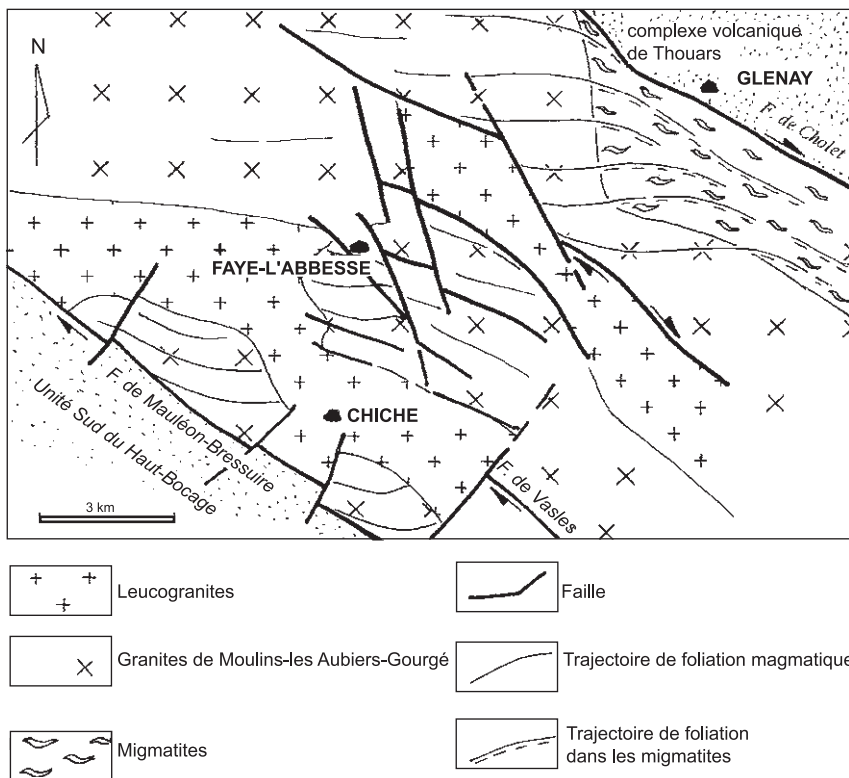 complexe volcanique
de Thouars
N
GLENAY
F. de Cholet
FAYE-L'ABBESSE
F. de Mauléon-Bressuire
Unité Sud du Haut-Bocage
CHICHE
F. de Vasles
3 km
Leucogranites
Faille
Granites de Moulins-les Aubiers-Gourgé
Trajectoire de foliation magmatique
Migmatites
Trajectoire de foliation
dans les migmatites